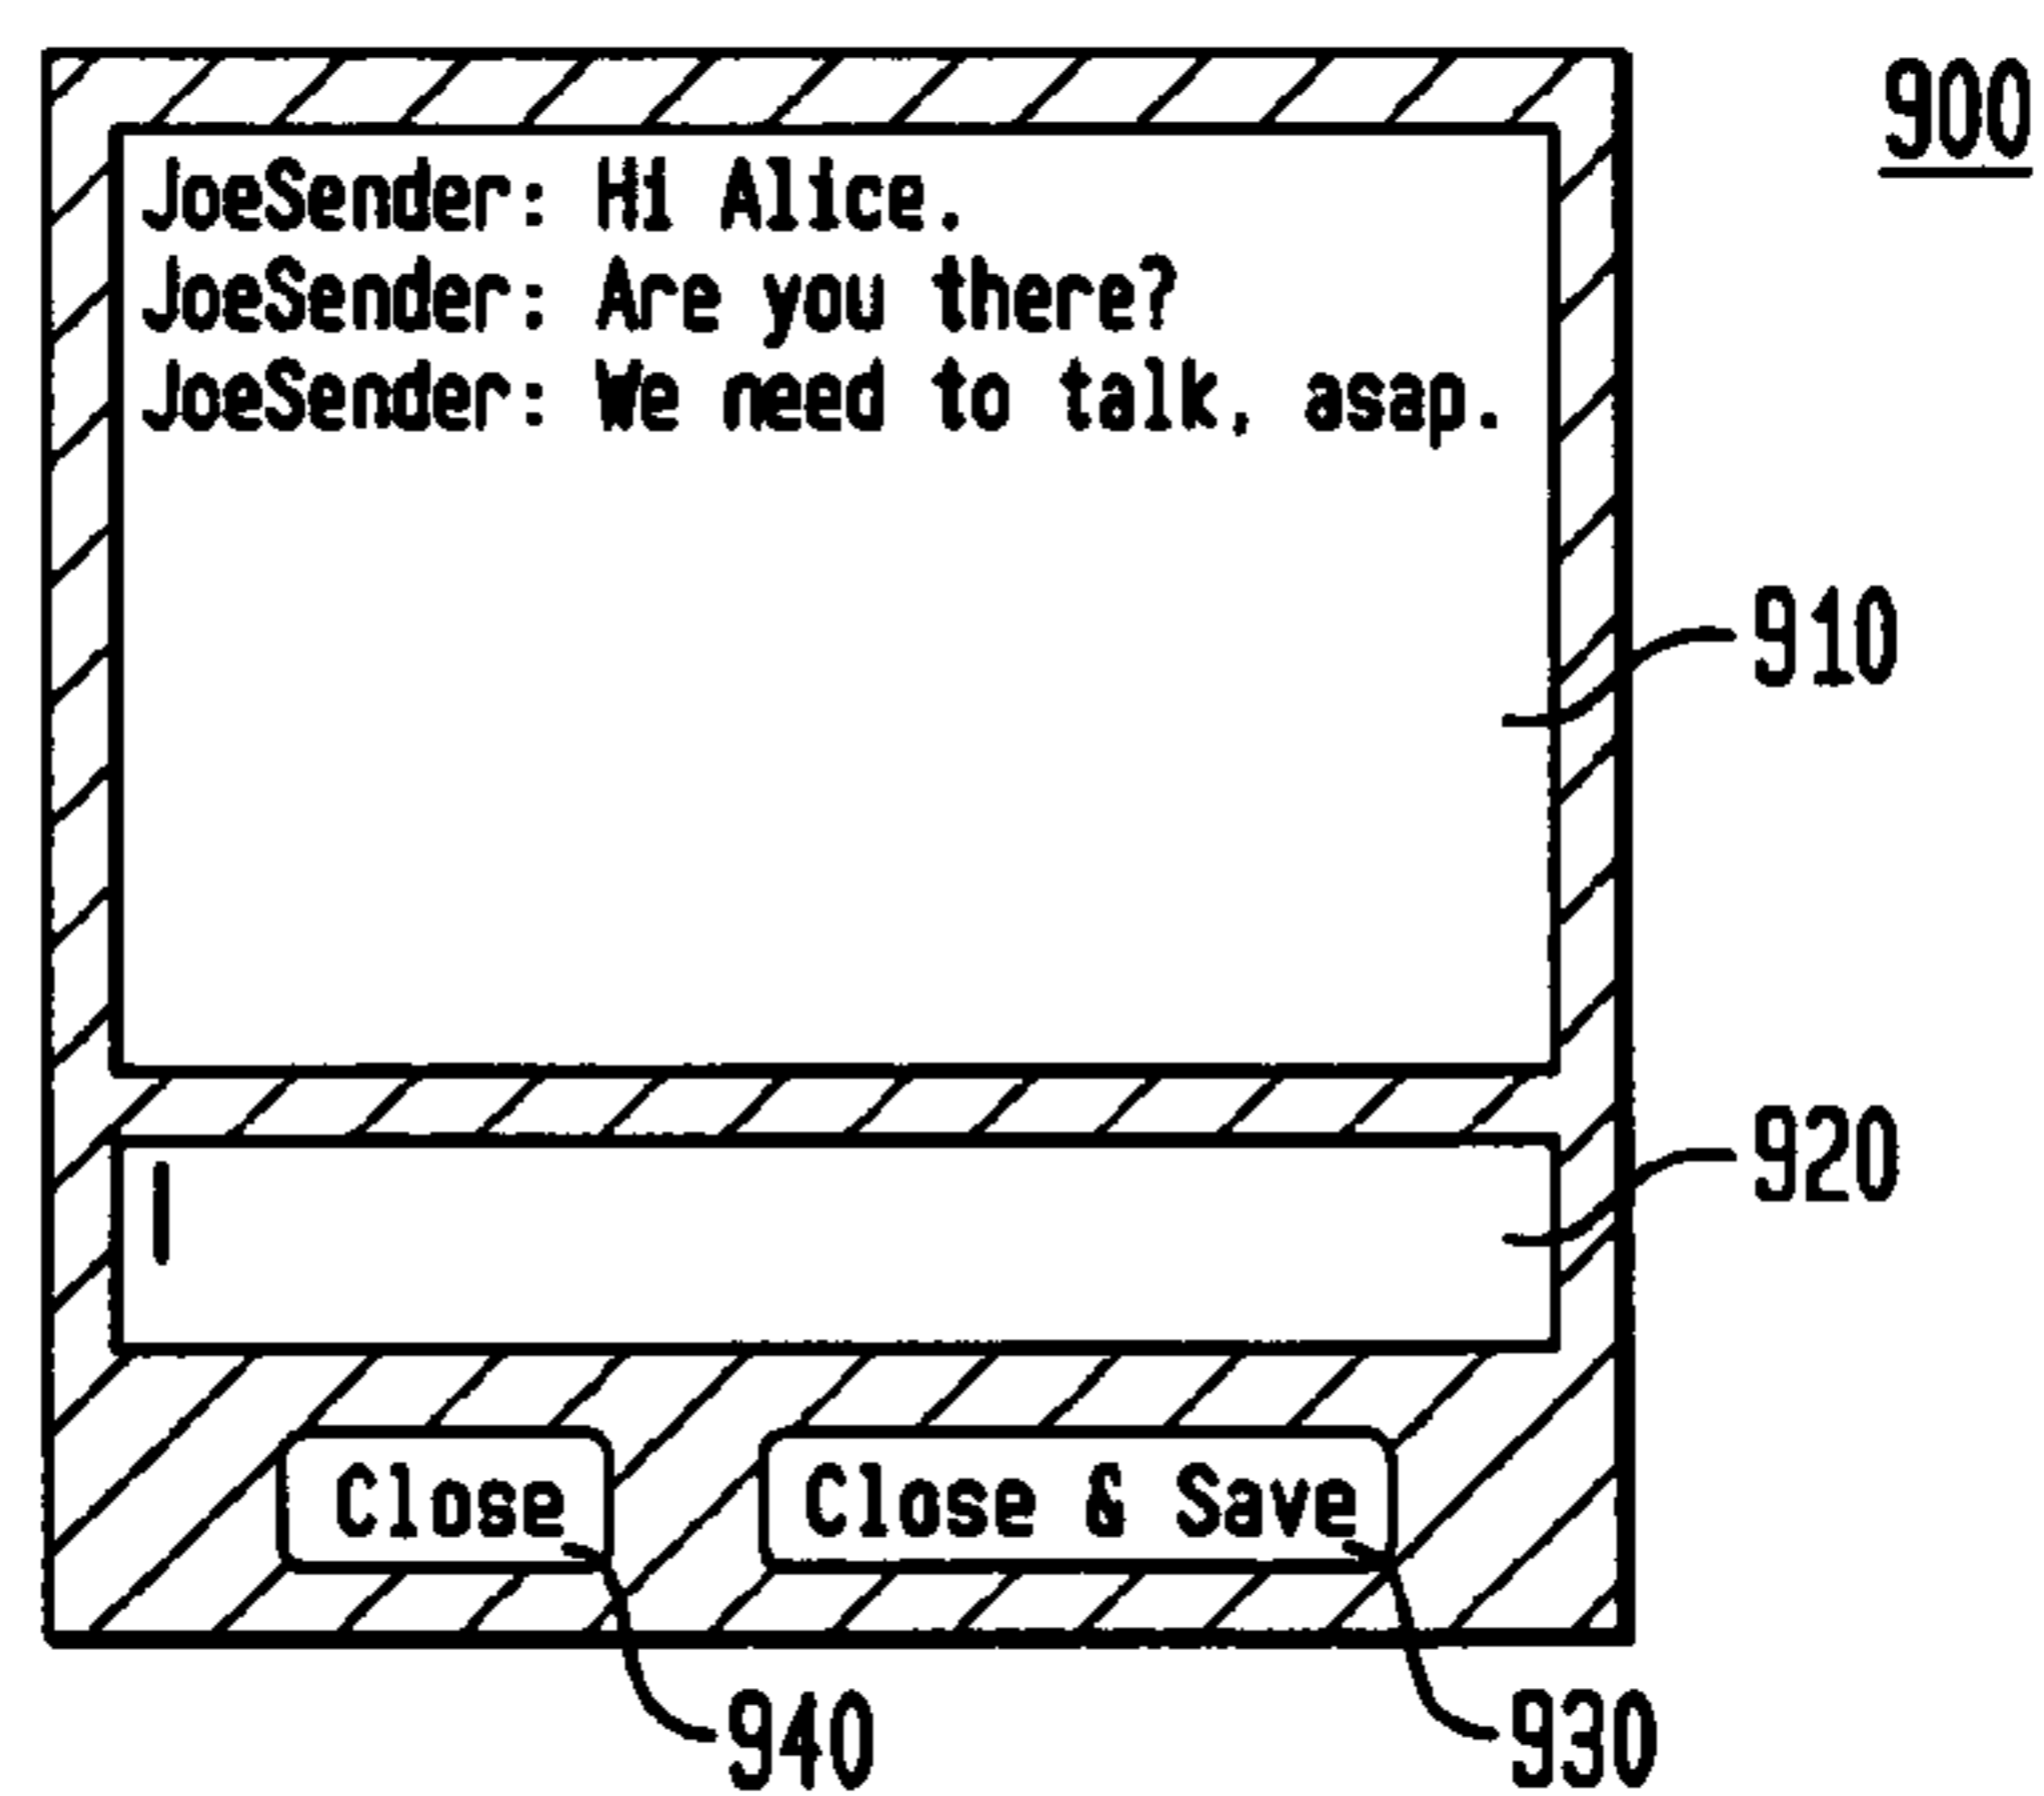 900
JoeSender: Hi Alice.
JoeSender: Are you there?
JoeSender: We need to talk, asap.
910
920
Close
Close & Save
940
930